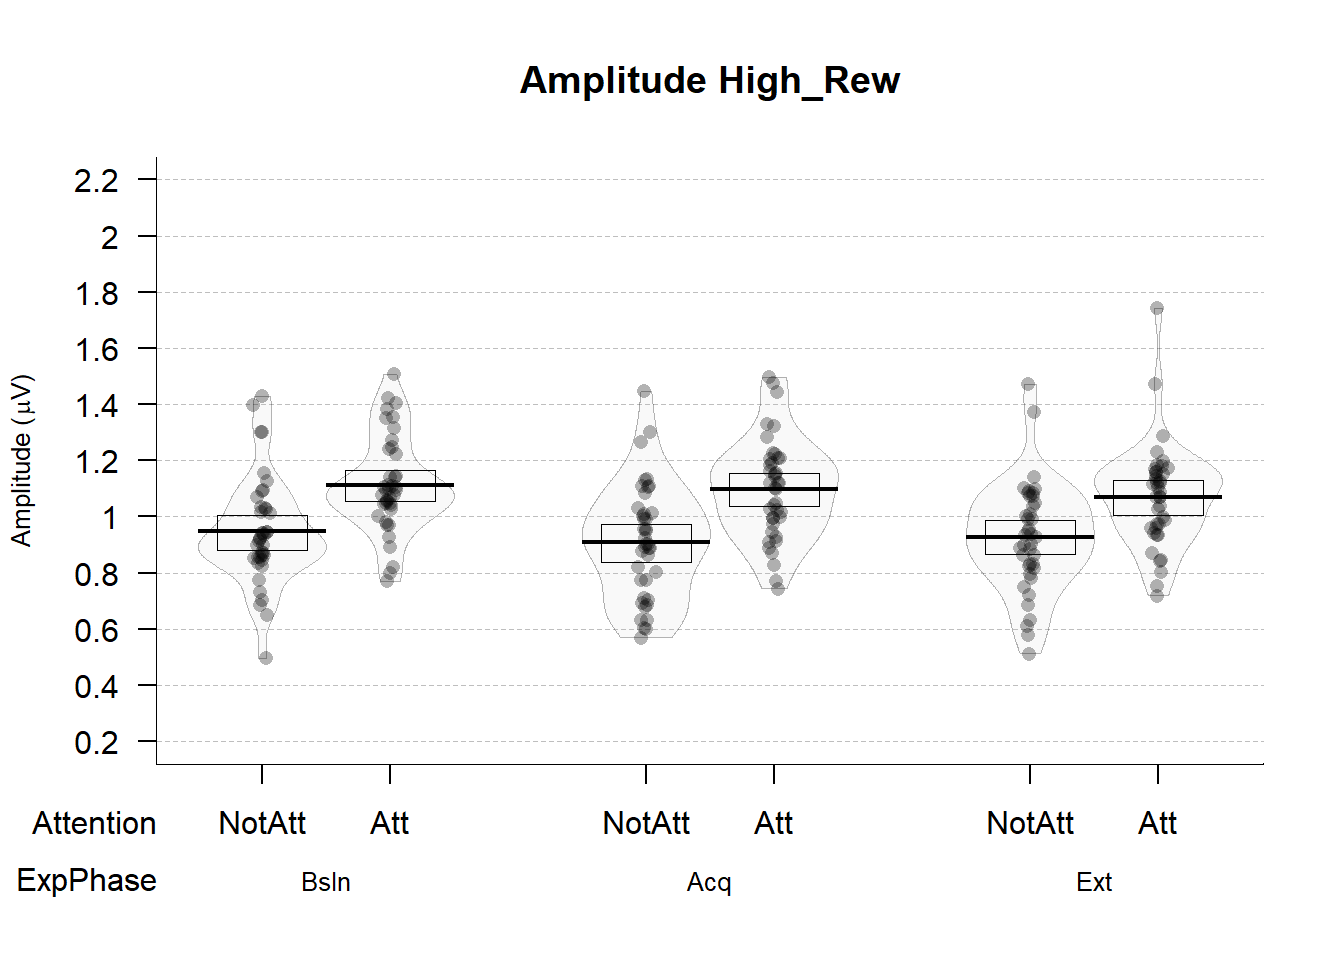 Amplitude High_Rew
Amplitude (μV)
2.2
2
1.8
1.6
1.4
1.2
1
0.8
0.6
0.4
0.2
Attention NotAtt Att NotAtt Att NotAtt Att
ExpPhase Bsln Acq Ext